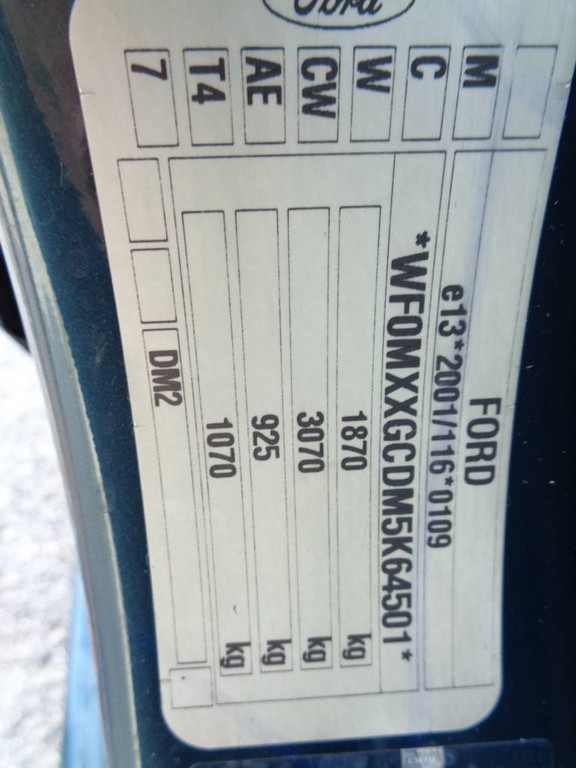 Ford
FORD
e13*2001/116*0109
*WF0MXXGCDM5K64501*
1870 kg
3070 kg
925 kg
1070 kg
DM2
M
C
W
CW
AE
T4
7